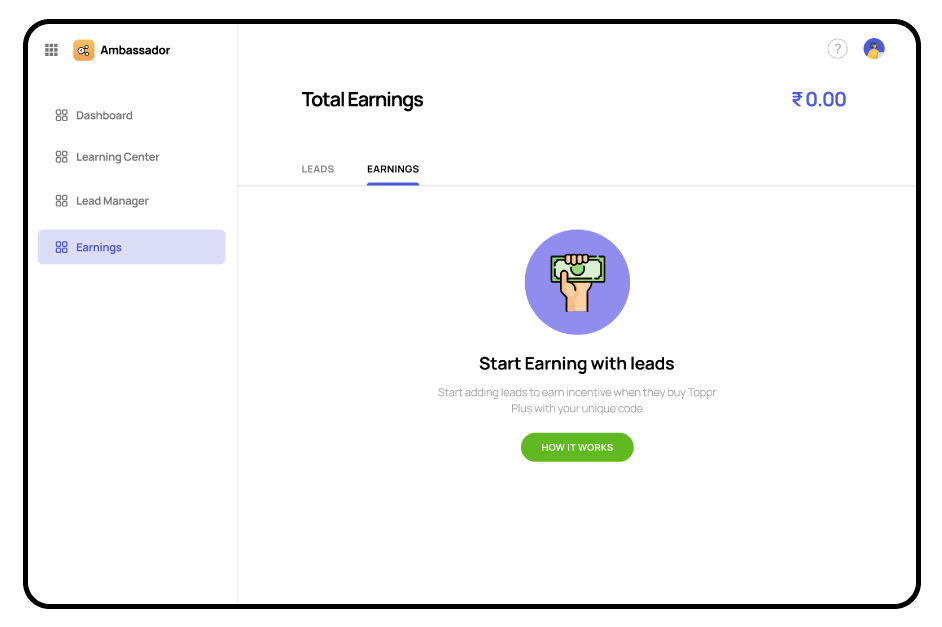 Ambassador
?
Dashboard
Learning Center
Lead Manager
Earnings
Total Earnings
₹ 0.00
LEADS
EARNINGS
Start Earning with leads
Start adding leads to earn incentive when they buy Toppr
Plus with your unique code
HOW IT WORKS